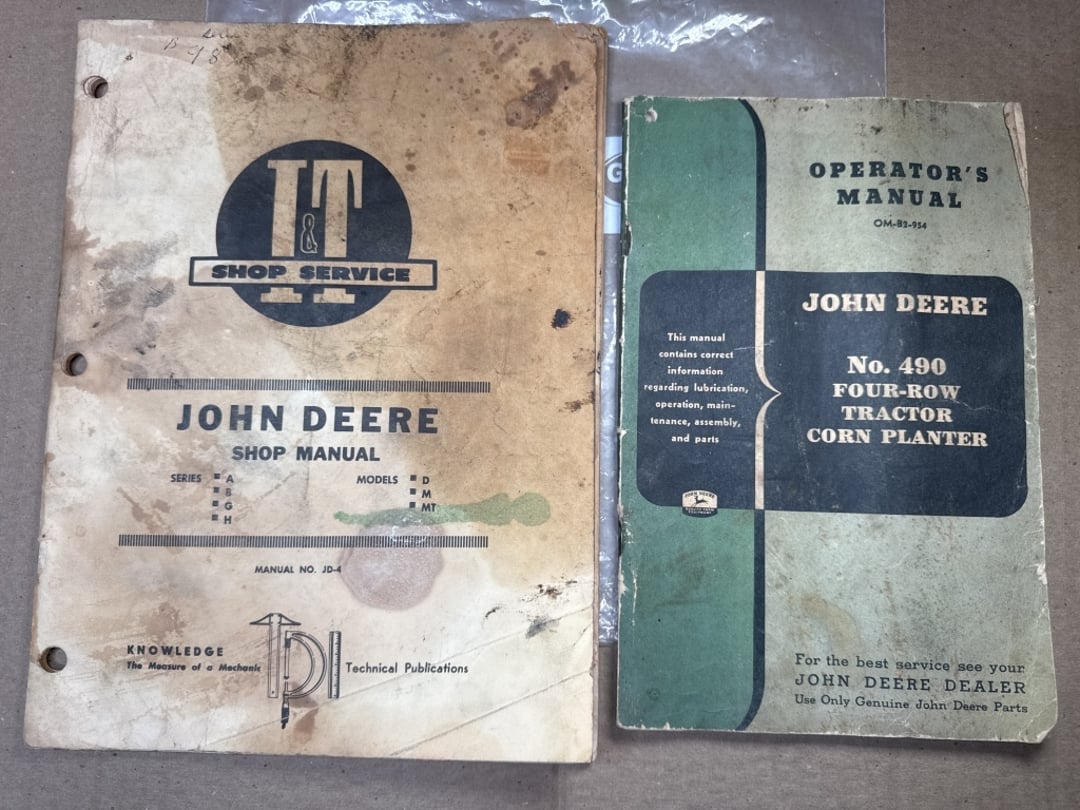 B
98
I&T
SHOP SERVICE
JOHN DEERE
SHOP MANUAL
SERIES ▪ A
▪ B
▪ G
▪ H
MODELS ▪ D
▪ M
▪ MT
MANUAL NO. JD-4
KNOWLEDGE
The Measure of a Mechanic
Technical Publications
G
OPERATOR'S
MANUAL
OM-B2-954
This manual
contains correct
information
regarding lubrication,
operation, main-
tenance, assembly,
and parts
JOHN DEERE
No. 490
FOUR-ROW
TRACTOR
CORN PLANTER
JOHN DEERE
For the best service see your
JOHN DEERE DEALER
Use Only Genuine John Deere Parts